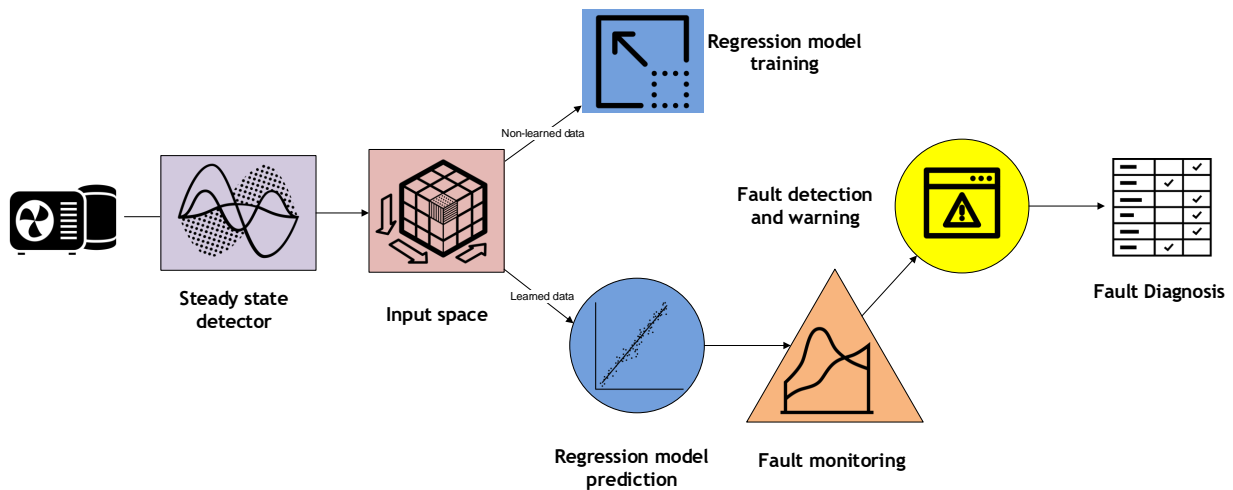 Regression model
training
Non-learned data
Fault detection
and warning
Steady state
detector
Input space
Learned data
Fault Diagnosis
Regression model
prediction
Fault monitoring